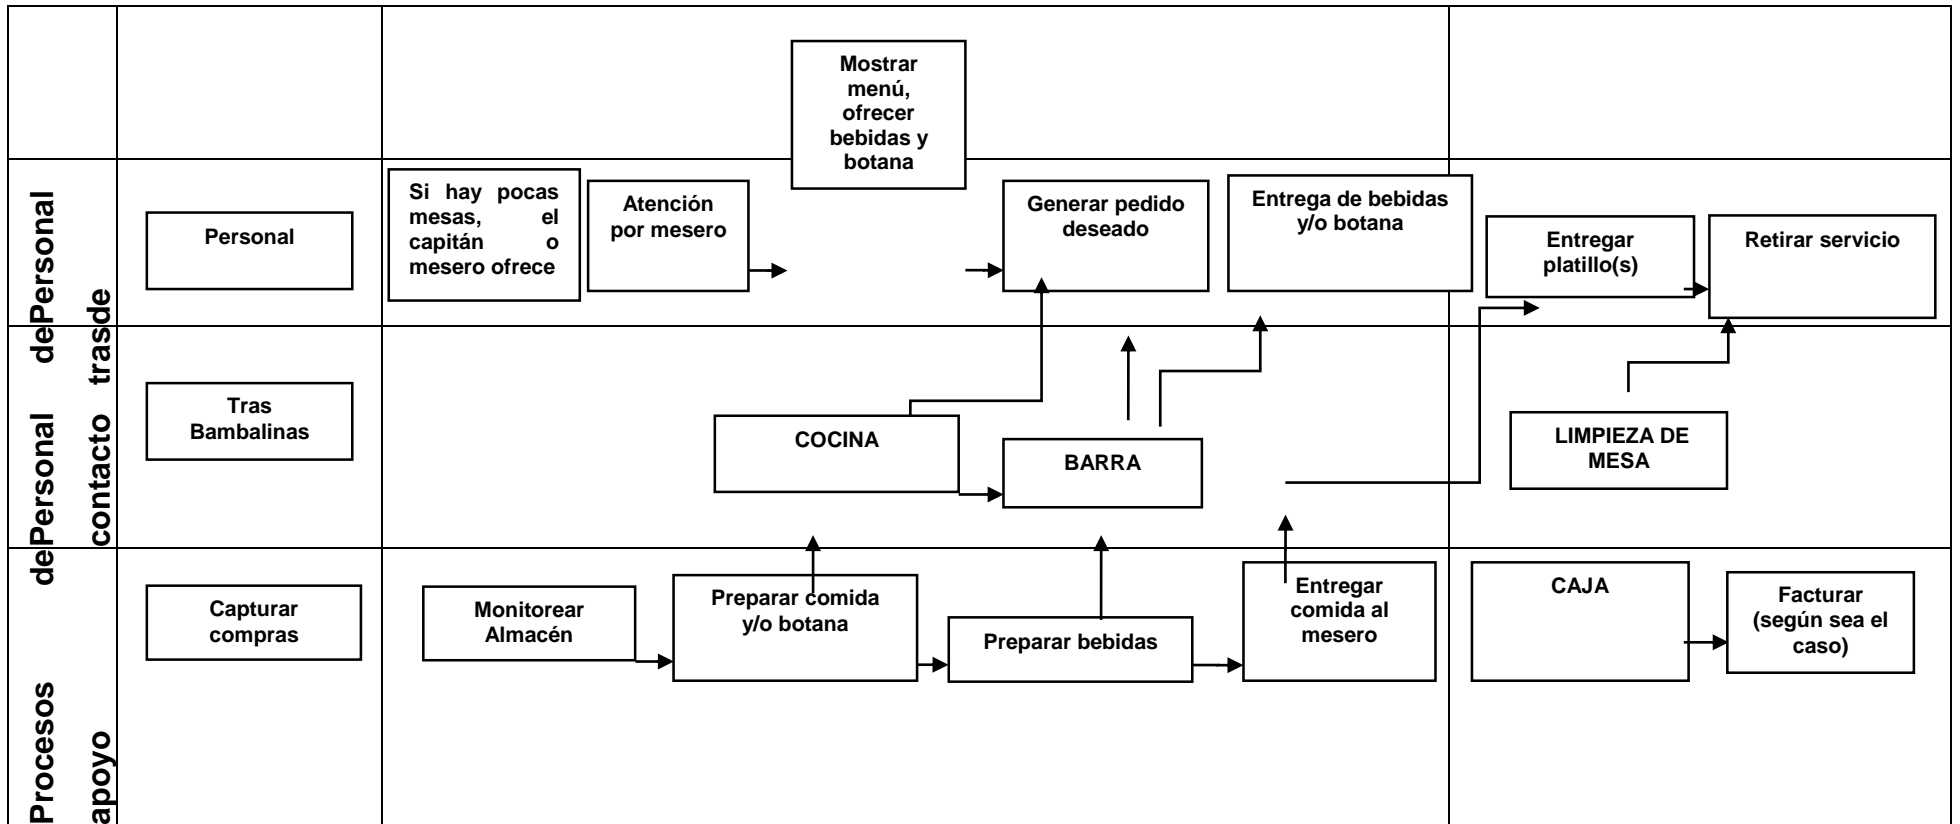 Mostrar
menú,
ofrecer
bebidas y
botana
Procesos dePersonal dePersonal
apoyo contacto trasde
Personal
Si hay pocas
mesas, el
capitán o
mesero ofrece
Atención
por mesero
Generar pedido
deseado
Entrega de bebidas
y/o botana
Entregar
platillo(s)
Retirar servicio
Tras
Bambalinas
COCINA
BARRA
LIMPIEZA DE
MESA
Capturar
compras
Monitorear
Almacén
Preparar comida
y/o botana
Preparar bebidas
Entregar
comida al
mesero
CAJA
Facturar
(según sea el
caso)